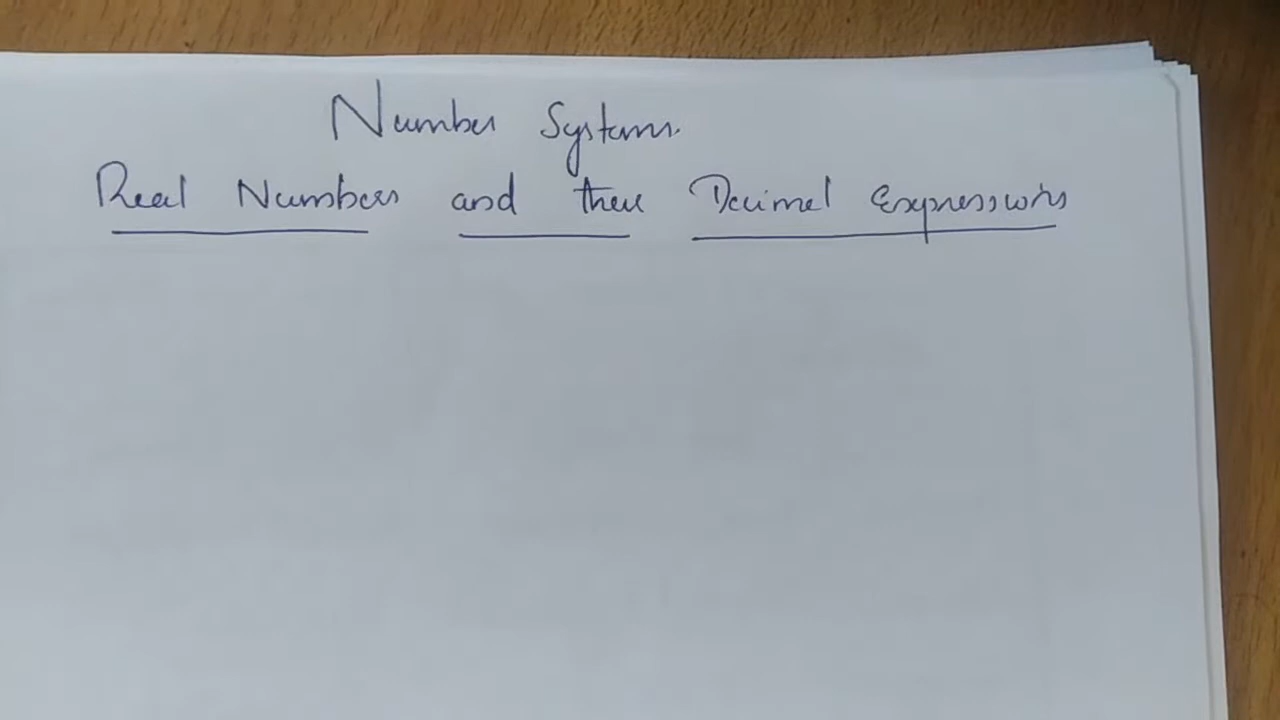 Number Systems.
Real Numbers and their Decimal Expressions